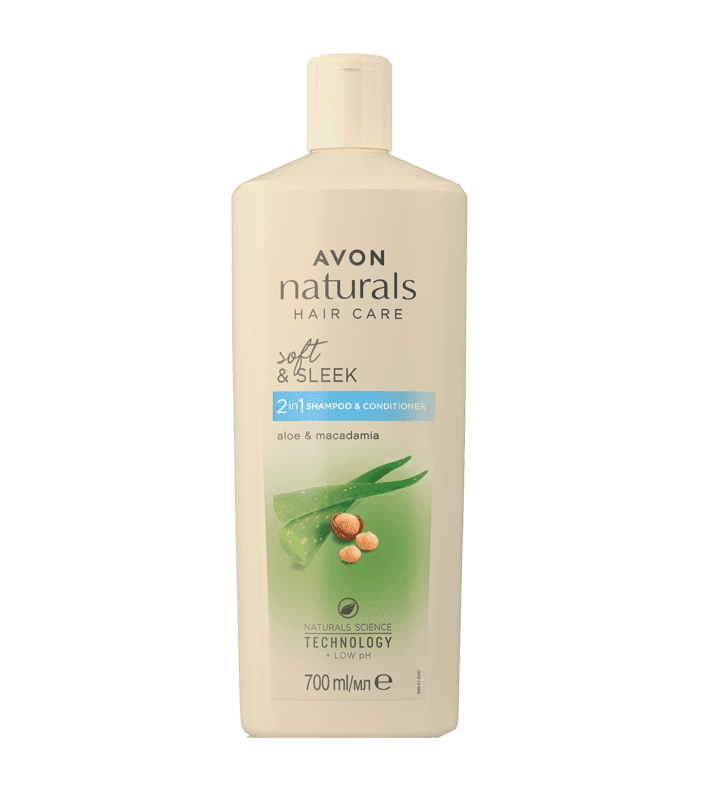 AVON
naturals
HAIR CARE
soft
& SLEEK
2in1 SHAMPOO & CONDITIONER
aloe & macadamia
NATURALS SCIENCE
TECHNOLOGY
+ LOW pH
700 ml/мл ℮